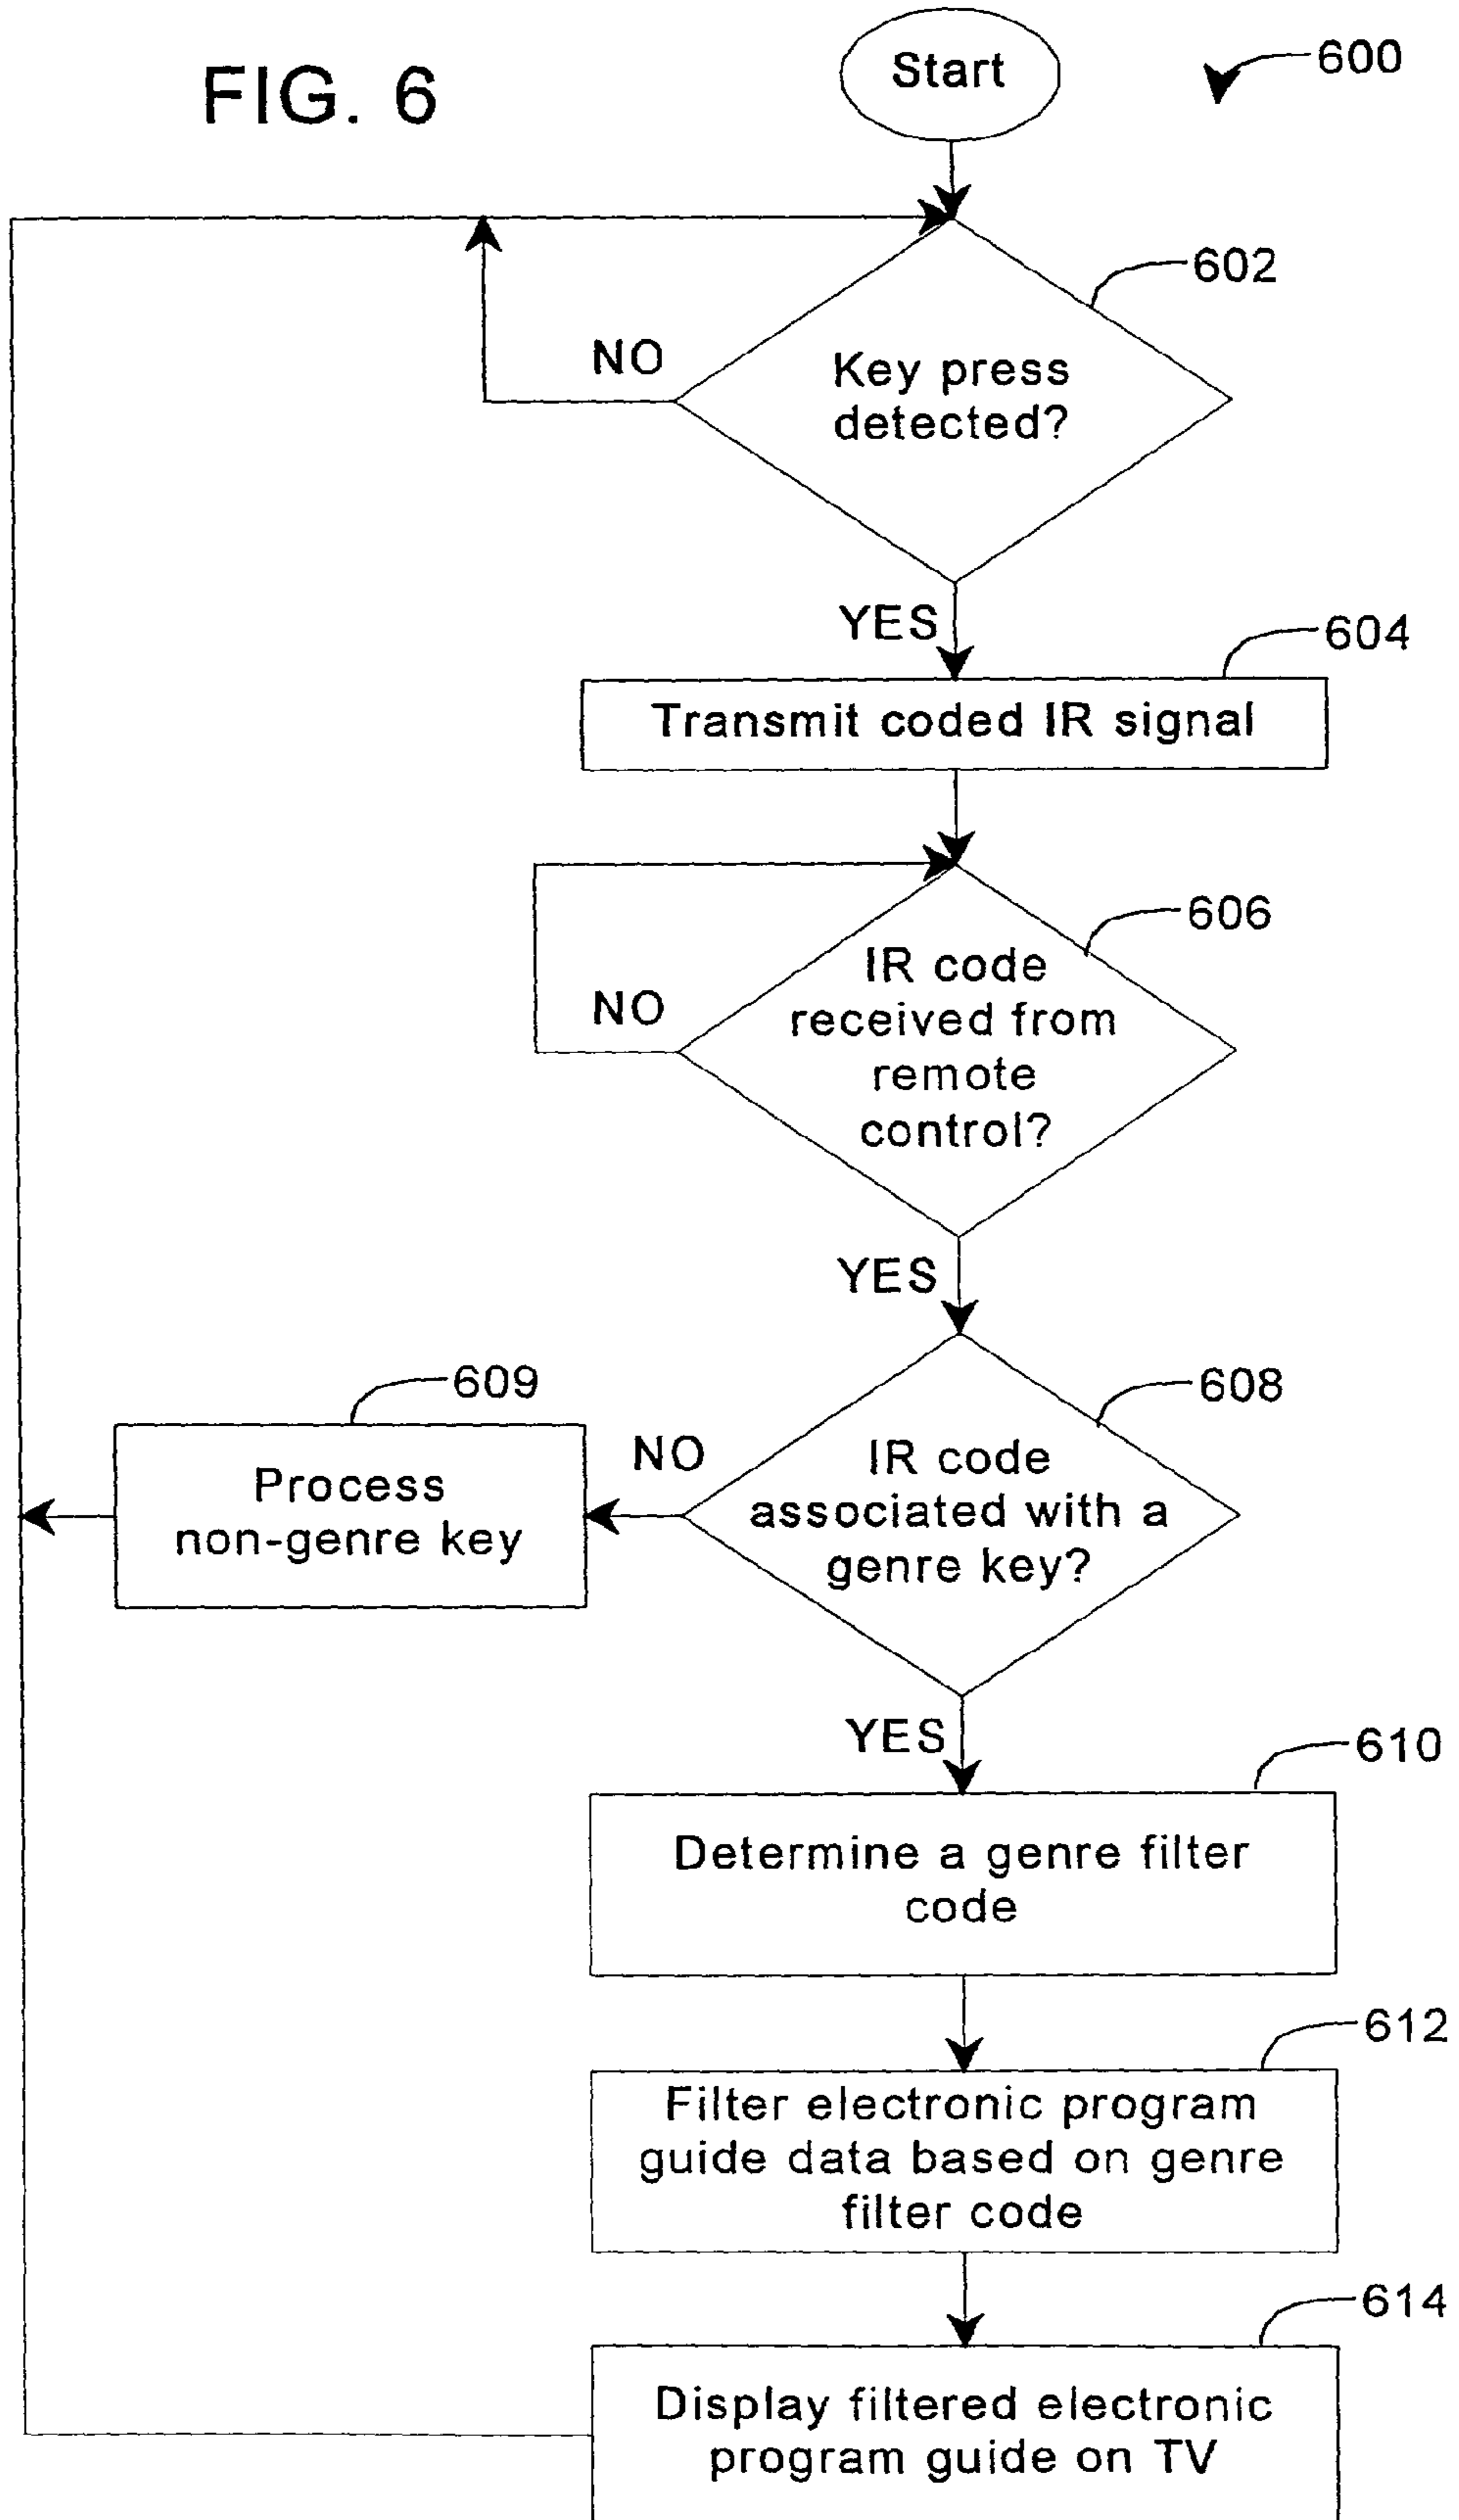 FIG. 6
Start
600
602
Key press
detected?
NO
YES
604
Transmit coded IR signal
606
IR code
received from
remote
control?
NO
YES
608
IR code
associated with a
genre key?
NO
609
Process
non-genre key
YES
610
Determine a genre filter
code
612
Filter electronic program
guide data based on genre
filter code
614
Display filtered electronic
program guide on TV